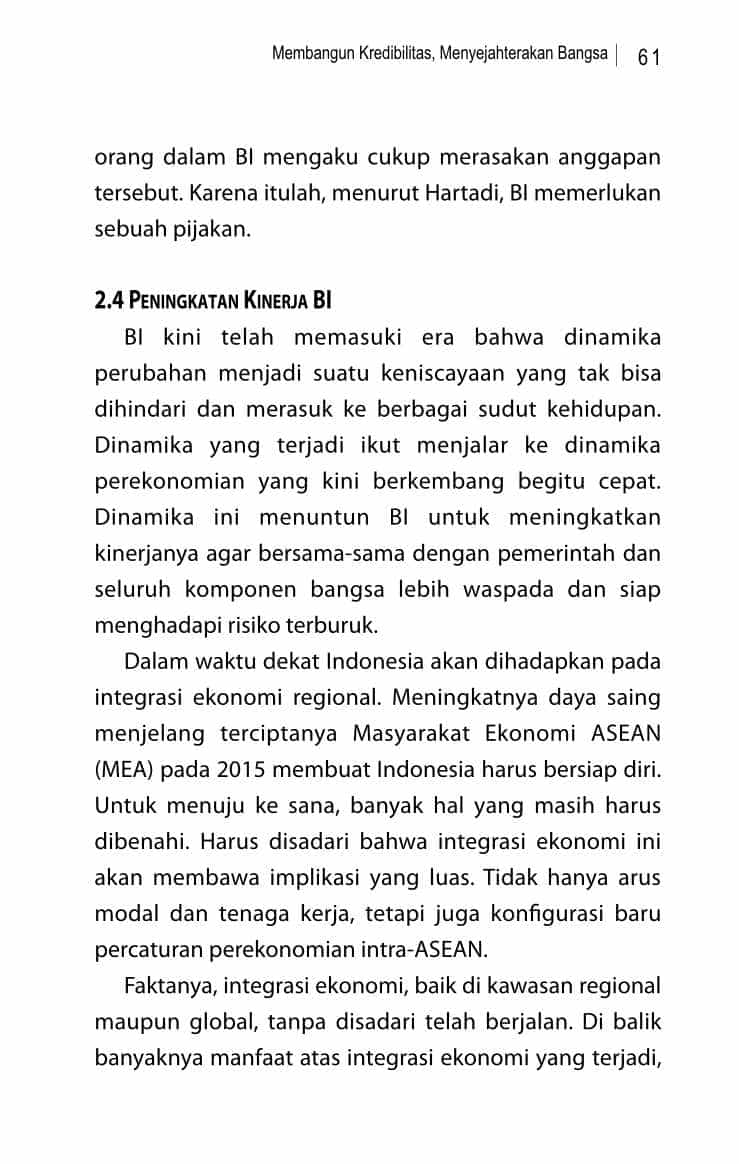 Membangun Kredibilitas, Menyejahterakan Bangsa | 61
orang dalam BI mengaku cukup merasakan anggapan
tersebut. Karena itulah, menurut Hartadi, BI memerlukan
sebuah pijakan.
2.4 Peningkatan Kinerja BI
BI kini telah memasuki era bahwa dinamika
perubahan menjadi suatu keniscayaan yang tak bisa
dihindari dan merasuk ke berbagai sudut kehidupan.
Dinamika yang terjadi ikut menjalar ke dinamika
perekonomian yang kini berkembang begitu cepat.
Dinamika ini menuntun BI untuk meningkatkan
kinerjanya agar bersama-sama dengan pemerintah dan
seluruh komponen bangsa lebih waspada dan siap
menghadapi risiko terburuk.
Dalam waktu dekat Indonesia akan dihadapkan pada
integrasi ekonomi regional. Meningkatnya daya saing
menjelang terciptanya Masyarakat Ekonomi ASEAN
(MEA) pada 2015 membuat Indonesia harus bersiap diri.
Untuk menuju ke sana, banyak hal yang masih harus
dibenahi. Harus disadari bahwa integrasi ekonomi ini
akan membawa implikasi yang luas. Tidak hanya arus
modal dan tenaga kerja, tetapi juga konfigurasi baru
percaturan perekonomian intra-ASEAN.
Faktanya, integrasi ekonomi, baik di kawasan regional
maupun global, tanpa disadari telah berjalan. Di balik
banyaknya manfaat atas integrasi ekonomi yang terjadi,